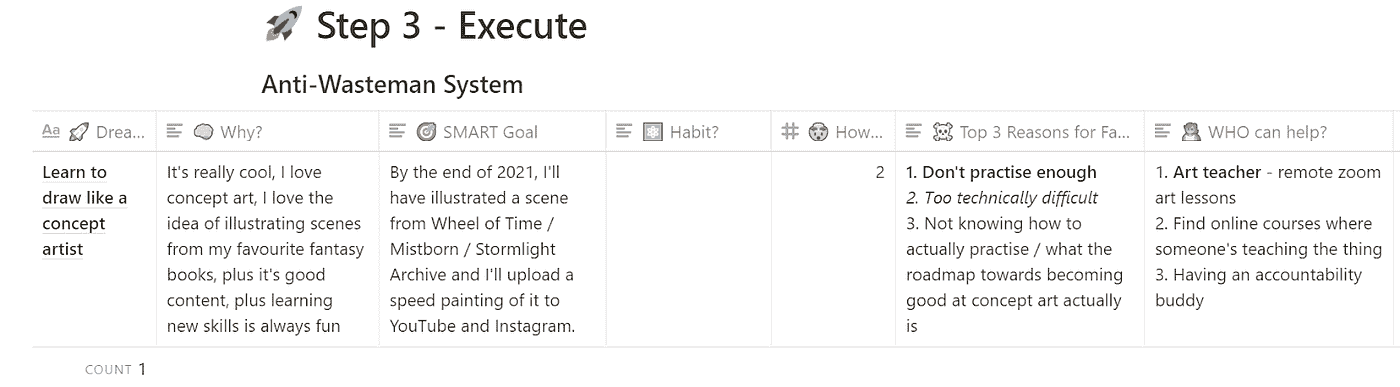 Step 3 - Execute
Anti-Wasteman System
Aa Drea... Why? SMART Goal Habit? # How... Top 3 Reasons for Fa... WHO can help?
Learn to
draw like a
concept
artist
It's really cool, I love
concept art, I love the
idea of illustrating scenes
from my favourite fantasy
books, plus it's good
content, plus learning
new skills is always fun
By the end of 2021, I'll
have illustrated a scene
from Wheel of Time /
Mistborn / Stormlight
Archive and I'll upload a
speed painting of it to
YouTube and Instagram.
2
1. Don't practise enough
2. Too technically difficult
3. Not knowing how to
actually practise / what the
roadmap towards becoming
good at concept art actually
is
1. Art teacher - remote zoom
art lessons
2. Find online courses where
someone's teaching the thing
3. Having an accountability
buddy
COUNT 1